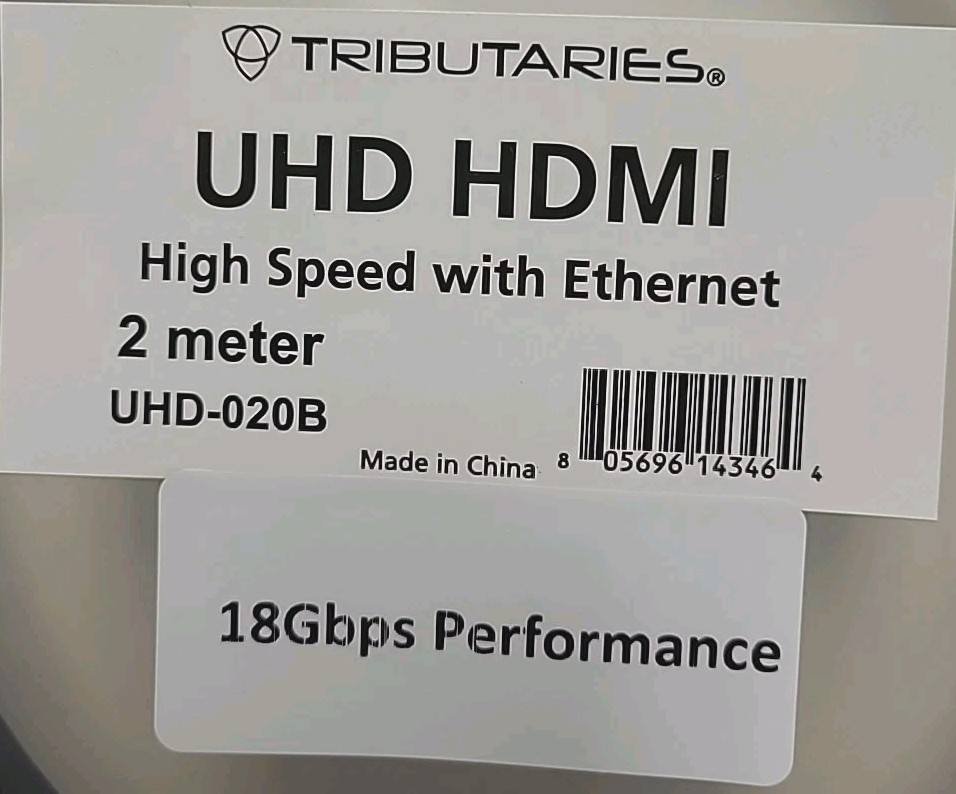 TRIBUTARIES®
UHD HDMI
High Speed with Ethernet
2 meter
UHD-020B
Made in China
8 05696 14346 4
18Gbps Performance